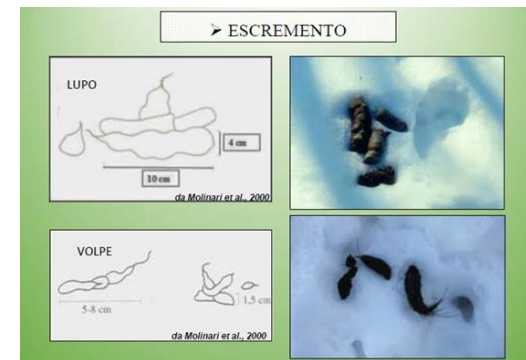 ➤ ESCREMENTO
LUPO
4 cm
10 cm
da Molinari et al., 2000
VOLPE
5-8 cm
1,5 cm
da Molinari et al., 2000